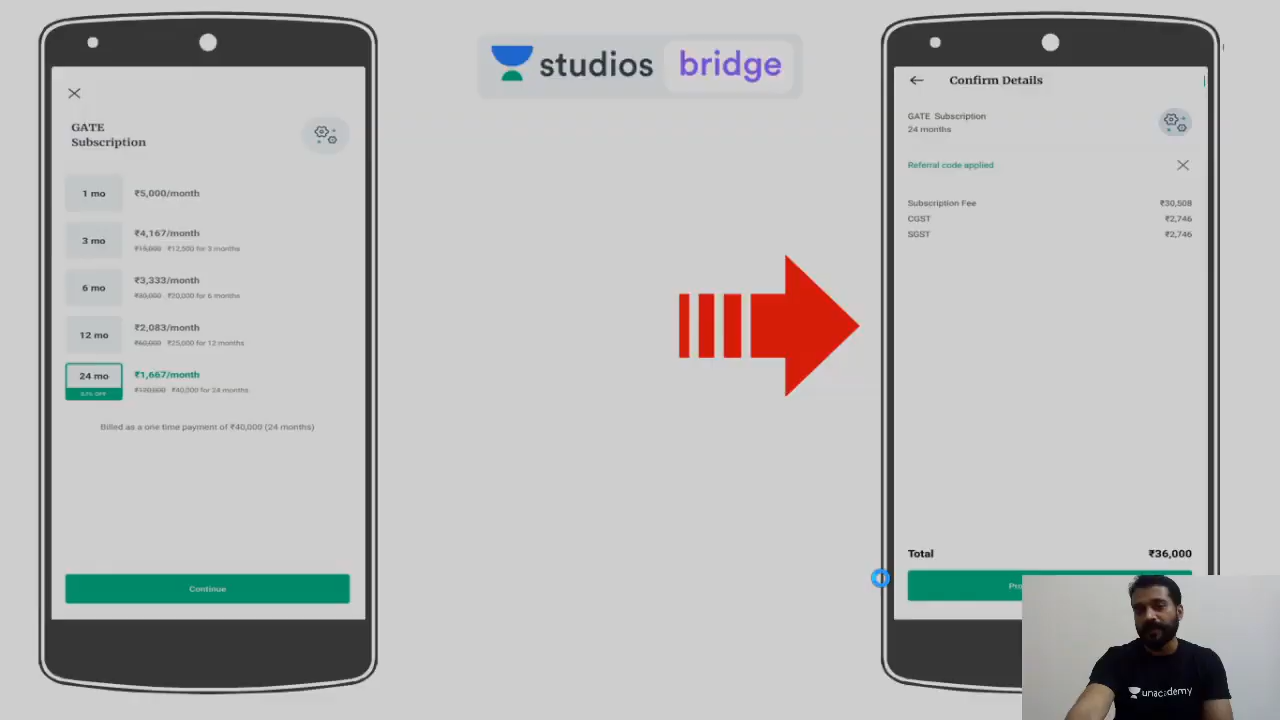 studios bridge
GATE
Subscription
1 mo
₹5,000/month
3 mo
₹4,167/month
₹15,000 ₹12,500 for 3 months
6 mo
₹3,333/month
₹30,000 ₹20,000 for 6 months
12 mo
₹2,083/month
₹60,000 ₹25,000 for 12 months
24 mo
₹1,667/month
₹120,000 ₹40,000 for 24 months
Billed as a one time payment of ₹40,000 (24 months)
Continue
Confirm Details
GATE Subscription
24 months
Referral code applied
Subscription Fee ₹30,508
CGST ₹2,746
SGST ₹2,746
Total ₹36,000
unacademy